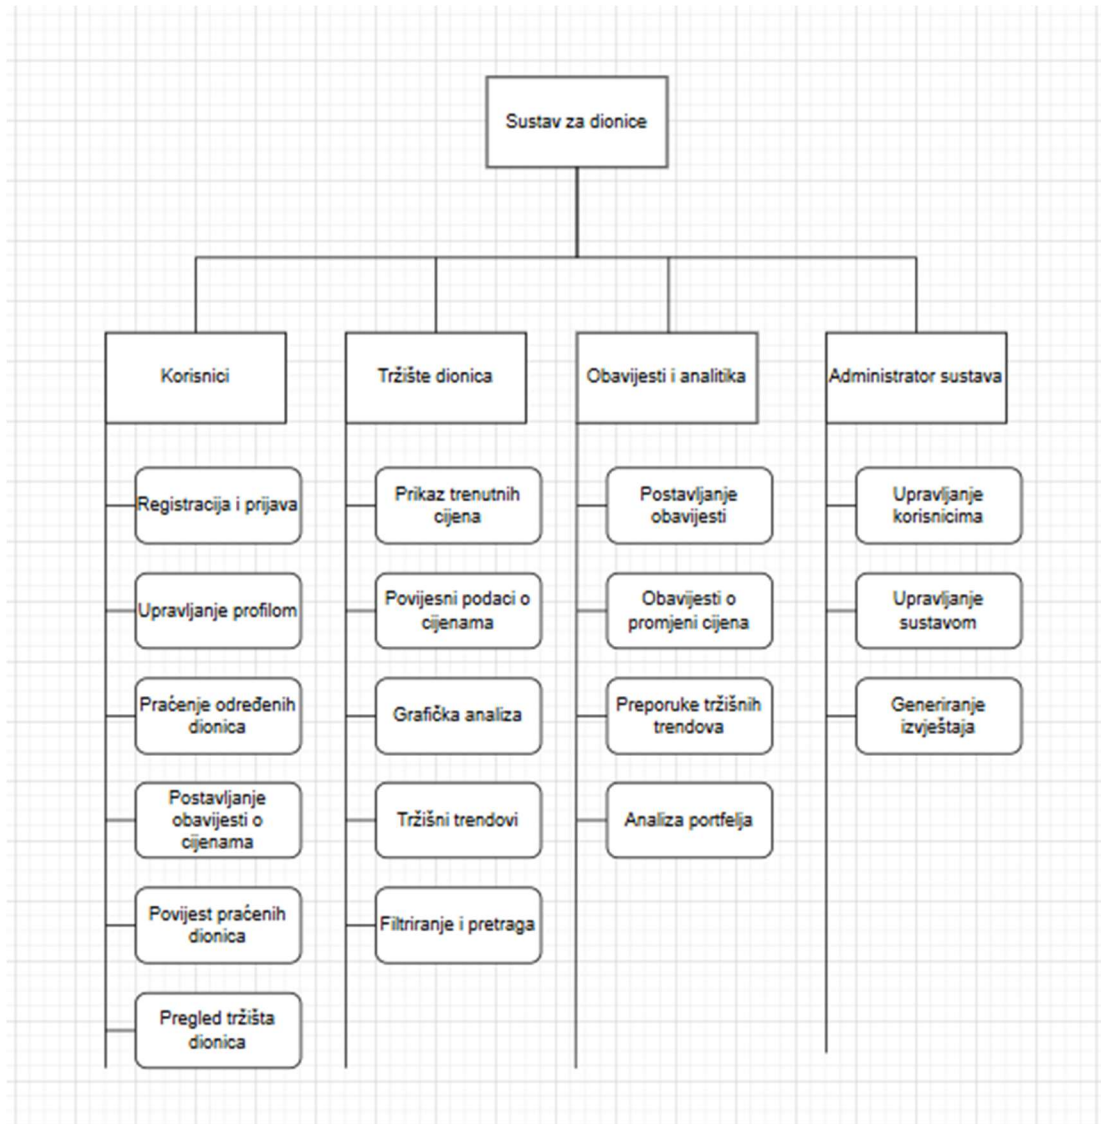 Sustav za dionice
Korisnici
Tržište dionica
Obavijesti i analitika
Administrator sustava
Registracija i prijava
Upravljanje profilom
Praćenje određenih
dionica
Postavljanje
obavijesti o
cijenama
Povijest praćenih
dionica
Pregled tržišta
dionica
Prikaz trenutnih
cijena
Povijesni podaci o
cijenama
Grafička analiza
Tržišni trendovi
Filtriranje i pretraga
Postavljanje
obavijesti
Obavijesti o
promjeni cijena
Preporuke tržišnih
trendova
Analiza portfelja
Upravljanje
korisnicima
Upravljanje
sustavom
Generiranje
izvještaja